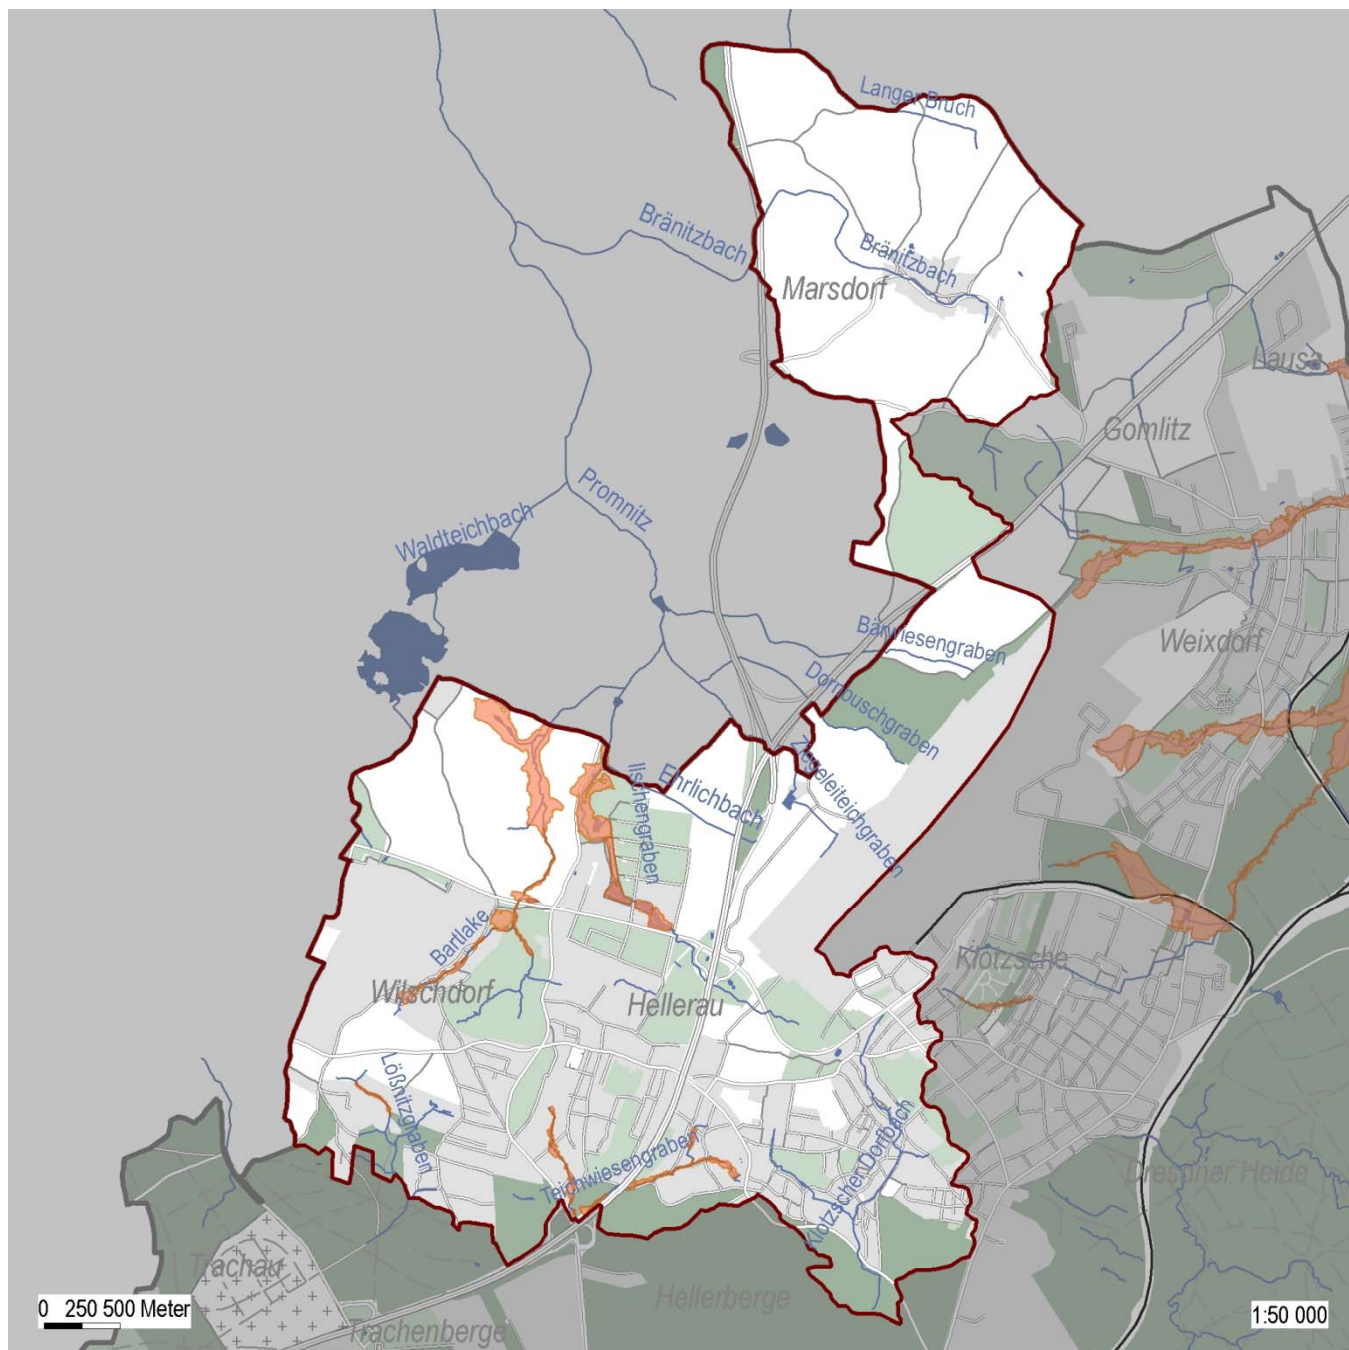 Langer Bruch
Bränitzbach
Bränitzbach
Marsdorf
Lausa
Gomlitz
Promnitz
Waldteichbach
Bärwiesengraben
Weixdorf
Dornbuschgraben
Ziegeleiteichgraben
Ehrlichbach
Ilschengraben
Bartlake
Klotzsche
Wilschdorf
Hellerau
Lößnitzgraben
Teichwiesengraben
Klotzscher Dorfbach
Dresdner Heide
Trachau
Hellerberge
Trachenberge
0 250 500 Meter
1:50 000